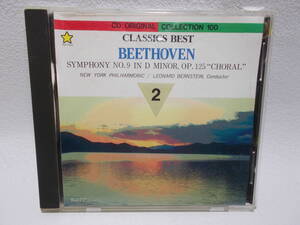 CD ORIGINAL COLLECTION 100
CLASSICS BEST
BEETHOVEN
SYMPHONY NO.9 IN D MINOR, OP.125 "CHORAL"
NEW YORK PHILHARMONIC / LEONARD BERNSTEIN, Conductor
2